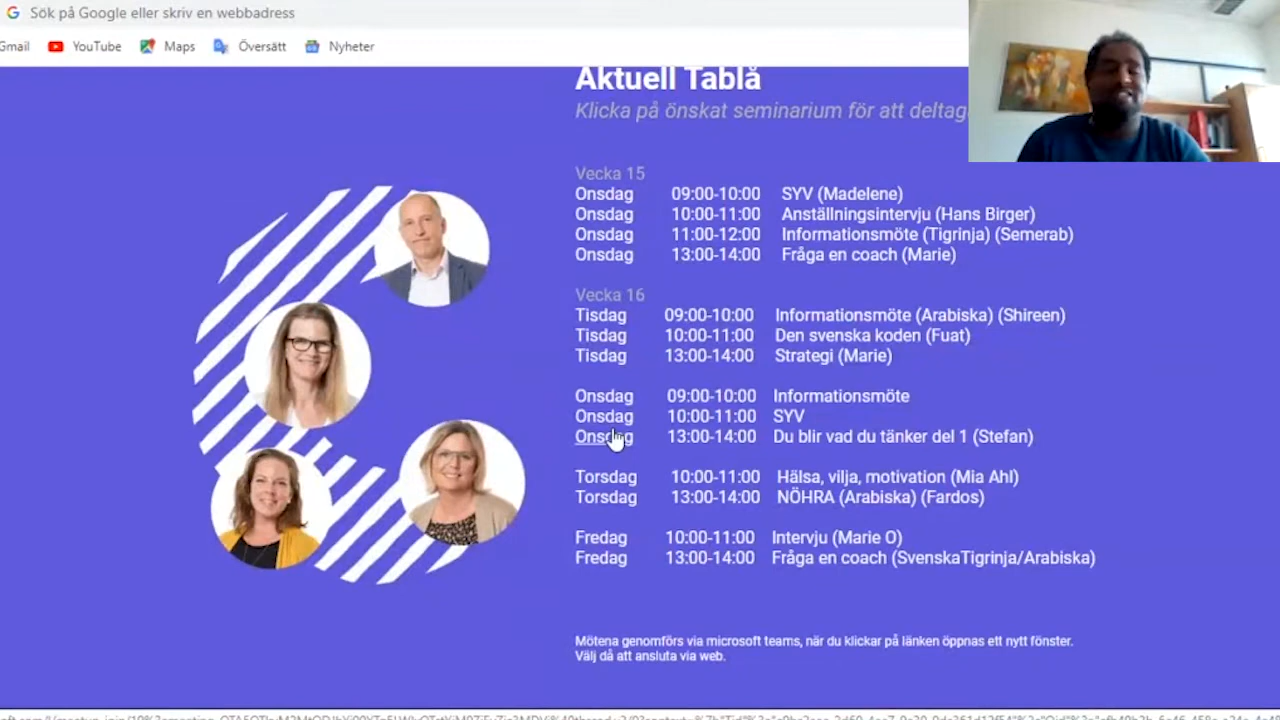 Sök på Google eller skriv en webbadress
Gmail YouTube Maps Översätt Nyheter
Aktuell Tablå
Klicka på önskat seminarium för att deltag
Vecka 15
Onsdag 09:00-10:00 SYV (Madelene)
Onsdag 10:00-11:00 Anställningsintervju (Hans Birger)
Onsdag 11:00-12:00 Informationsmöte (Tigrinja) (Semerab)
Onsdag 13:00-14:00 Fråga en coach (Marie)
Vecka 16
Tisdag 09:00-10:00 Informationsmöte (Arabiska) (Shireen)
Tisdag 10:00-11:00 Den svenska koden (Fuat)
Tisdag 13:00-14:00 Strategi (Marie)
Onsdag 09:00-10:00 Informationsmöte
Onsdag 10:00-11:00 SYV
Onsdag 13:00-14:00 Du blir vad du tänker del 1 (Stefan)
Torsdag 10:00-11:00 Hälsa, vilja, motivation (Mia Ahl)
Torsdag 13:00-14:00 NÖHRA (Arabiska) (Fardos)
Fredag 10:00-11:00 Intervju (Marie O)
Fredag 13:00-14:00 Fråga en coach (SvenskaTigrinja/Arabiska)
Mötena genomförs via microsoft teams, när du klickar på länken öppnas ett nytt fönster.
Välj då att ansluta via web.